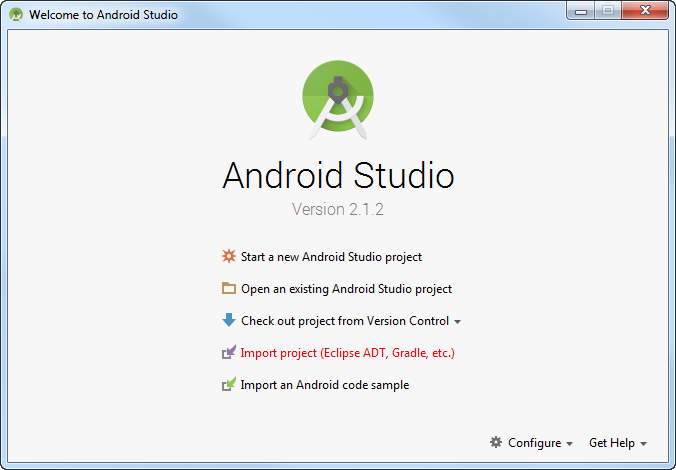 Welcome to Android Studio
Android Studio
Version 2.1.2
Start a new Android Studio project
Open an existing Android Studio project
Check out project from Version Control
Import project (Eclipse ADT, Gradle, etc.)
Import an Android code sample
Configure Get Help